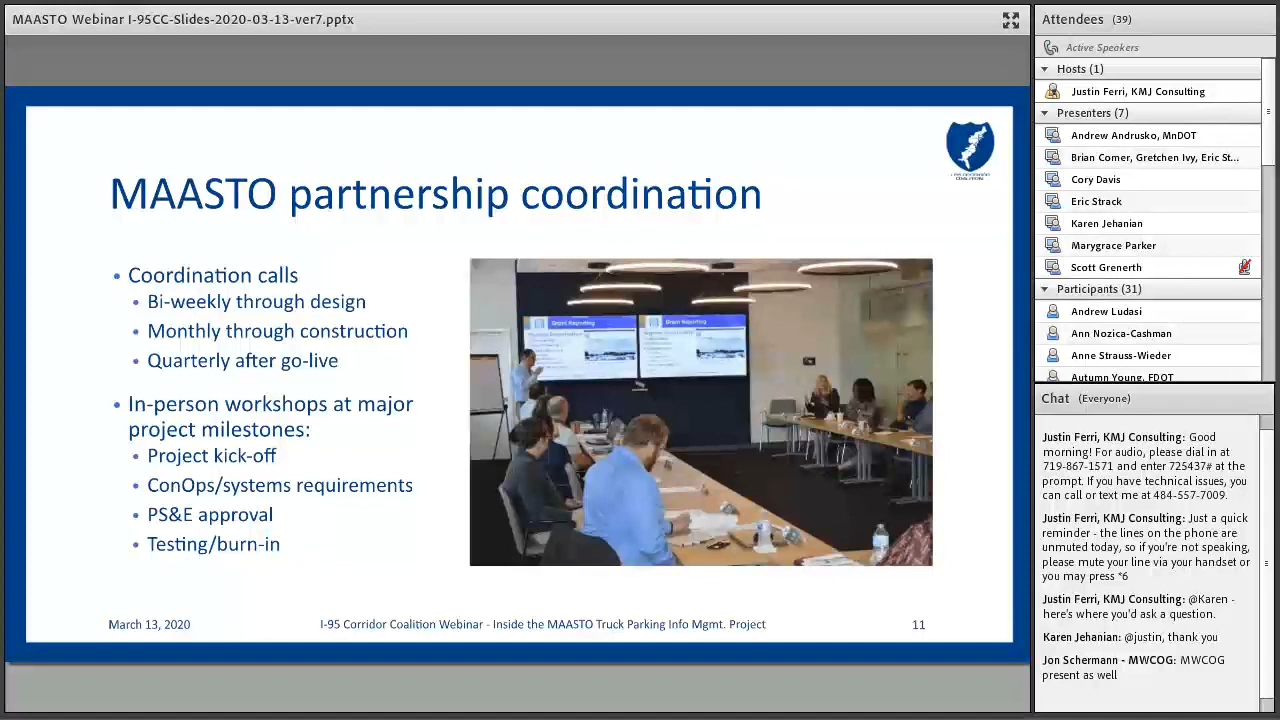 MAASTO Webinar I-95CC-Slides-2020-03-13-ver7.pptx
MAASTO partnership coordination
• Coordination calls
• Bi-weekly through design
• Monthly through construction
• Quarterly after go-live
• In-person workshops at major
project milestones:
• Project kick-off
• ConOps/systems requirements
• PS&E approval
• Testing/burn-in
Grant Reporting
Grant Reporting
March 13, 2020
I-95 Corridor Coalition Webinar - Inside the MAASTO Truck Parking Info Mgmt. Project
11
Attendees (39)
Active Speakers
Hosts (1)
Justin Ferri, KMJ Consulting
Presenters (7)
Andrew Andrusko, MnDOT
Brian Comer, Gretchen Ivy, Eric St...
Cory Davis
Eric Strack
Karen Jehanian
Marygrace Parker
Scott Grenerth
Participants (31)
Andrew Ludasi
Ann Nozica-Cashman
Anne Strauss-Wieder
Autumn Young, FDOT
Chat (Everyone)
Justin Ferri, KMJ Consulting: Good
morning! For audio, please dial in at
719-867-1571 and enter 725437# at the
prompt. If you have technical issues, you
can call or text me at 484-557-7009.
Justin Ferri, KMJ Consulting: Just a quick
reminder - the lines on the phone are
unmuted today, so if you're not speaking,
please mute your line via your handset or
you may press *6
Justin Ferri, KMJ Consulting: @Karen -
here's where you'd ask a question.
Karen Jehanian: @justin, thank you
Jon Schermann - MWCOG: MWCOG
present as well